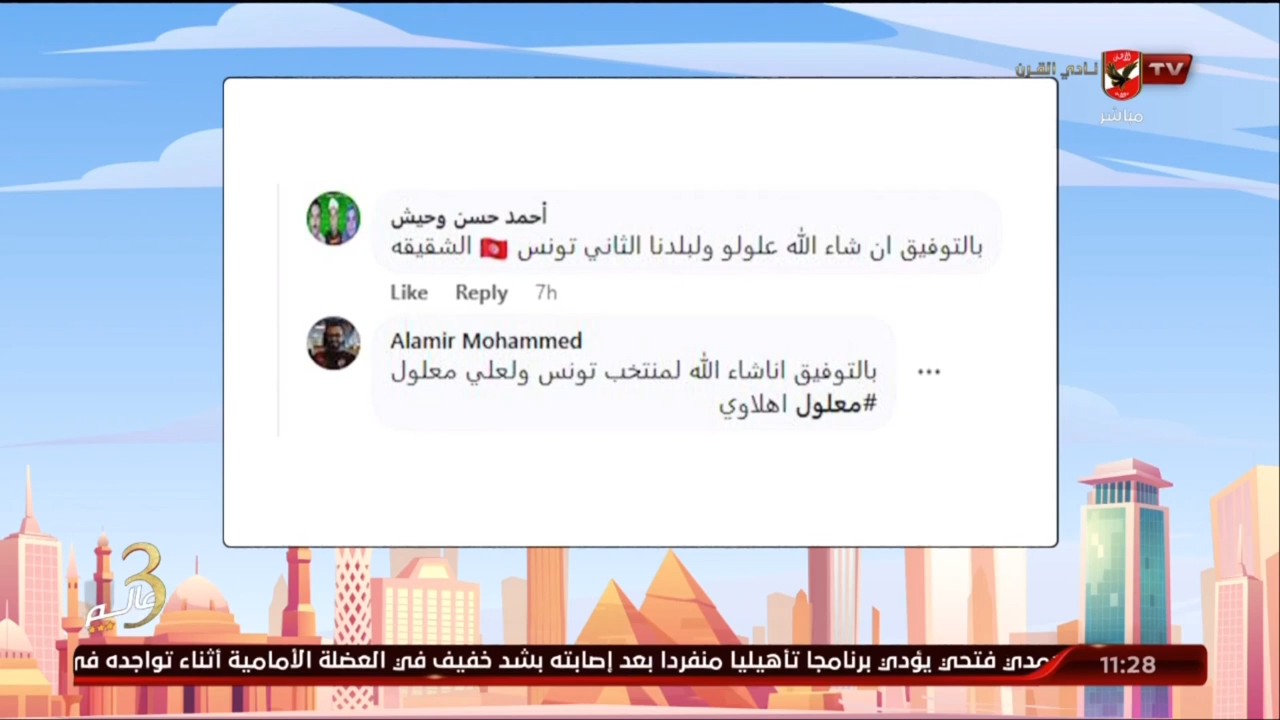 نادي القرن
TV
مباشر
أحمد حسن وحيش
بالتوفيق ان شاء الله علولو ولبلدنا الثاني تونس 🇹🇳 الشقيقه
Like Reply 7h
Alamir Mohammed
بالتوفيق اناشاء الله لمنتخب تونس ولعلي معلول
#معلول اهلاوي
3
عالم
مدي فتحي يؤدي برنامجا تأهيليا منفردا بعد إصابته بشد خفيف في العضلة الأمامية أثناء تواجده في
11:28